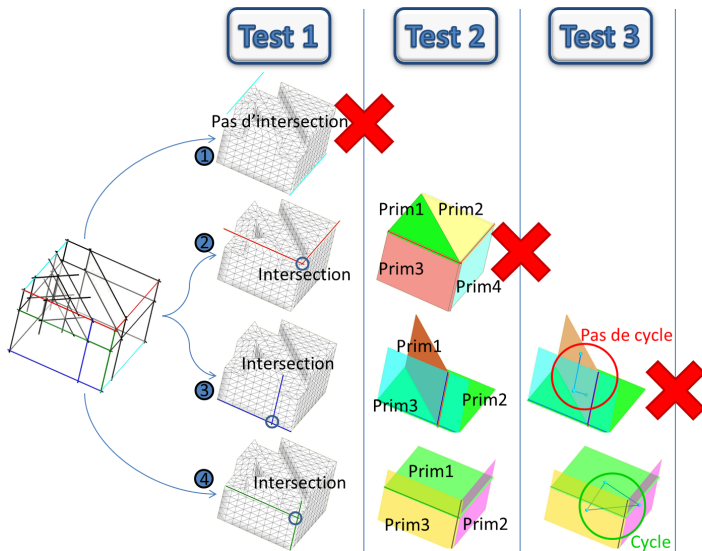 Test 1
Test 2
Test 3
Pas d'intersection
1
Prim1
Prim2
2
Intersection
Prim3
Prim4
Intersection
3
Prim1
Prim3
Prim2
Pas de cycle
4
Intersection
Prim1
Prim3
Prim2
Cycle